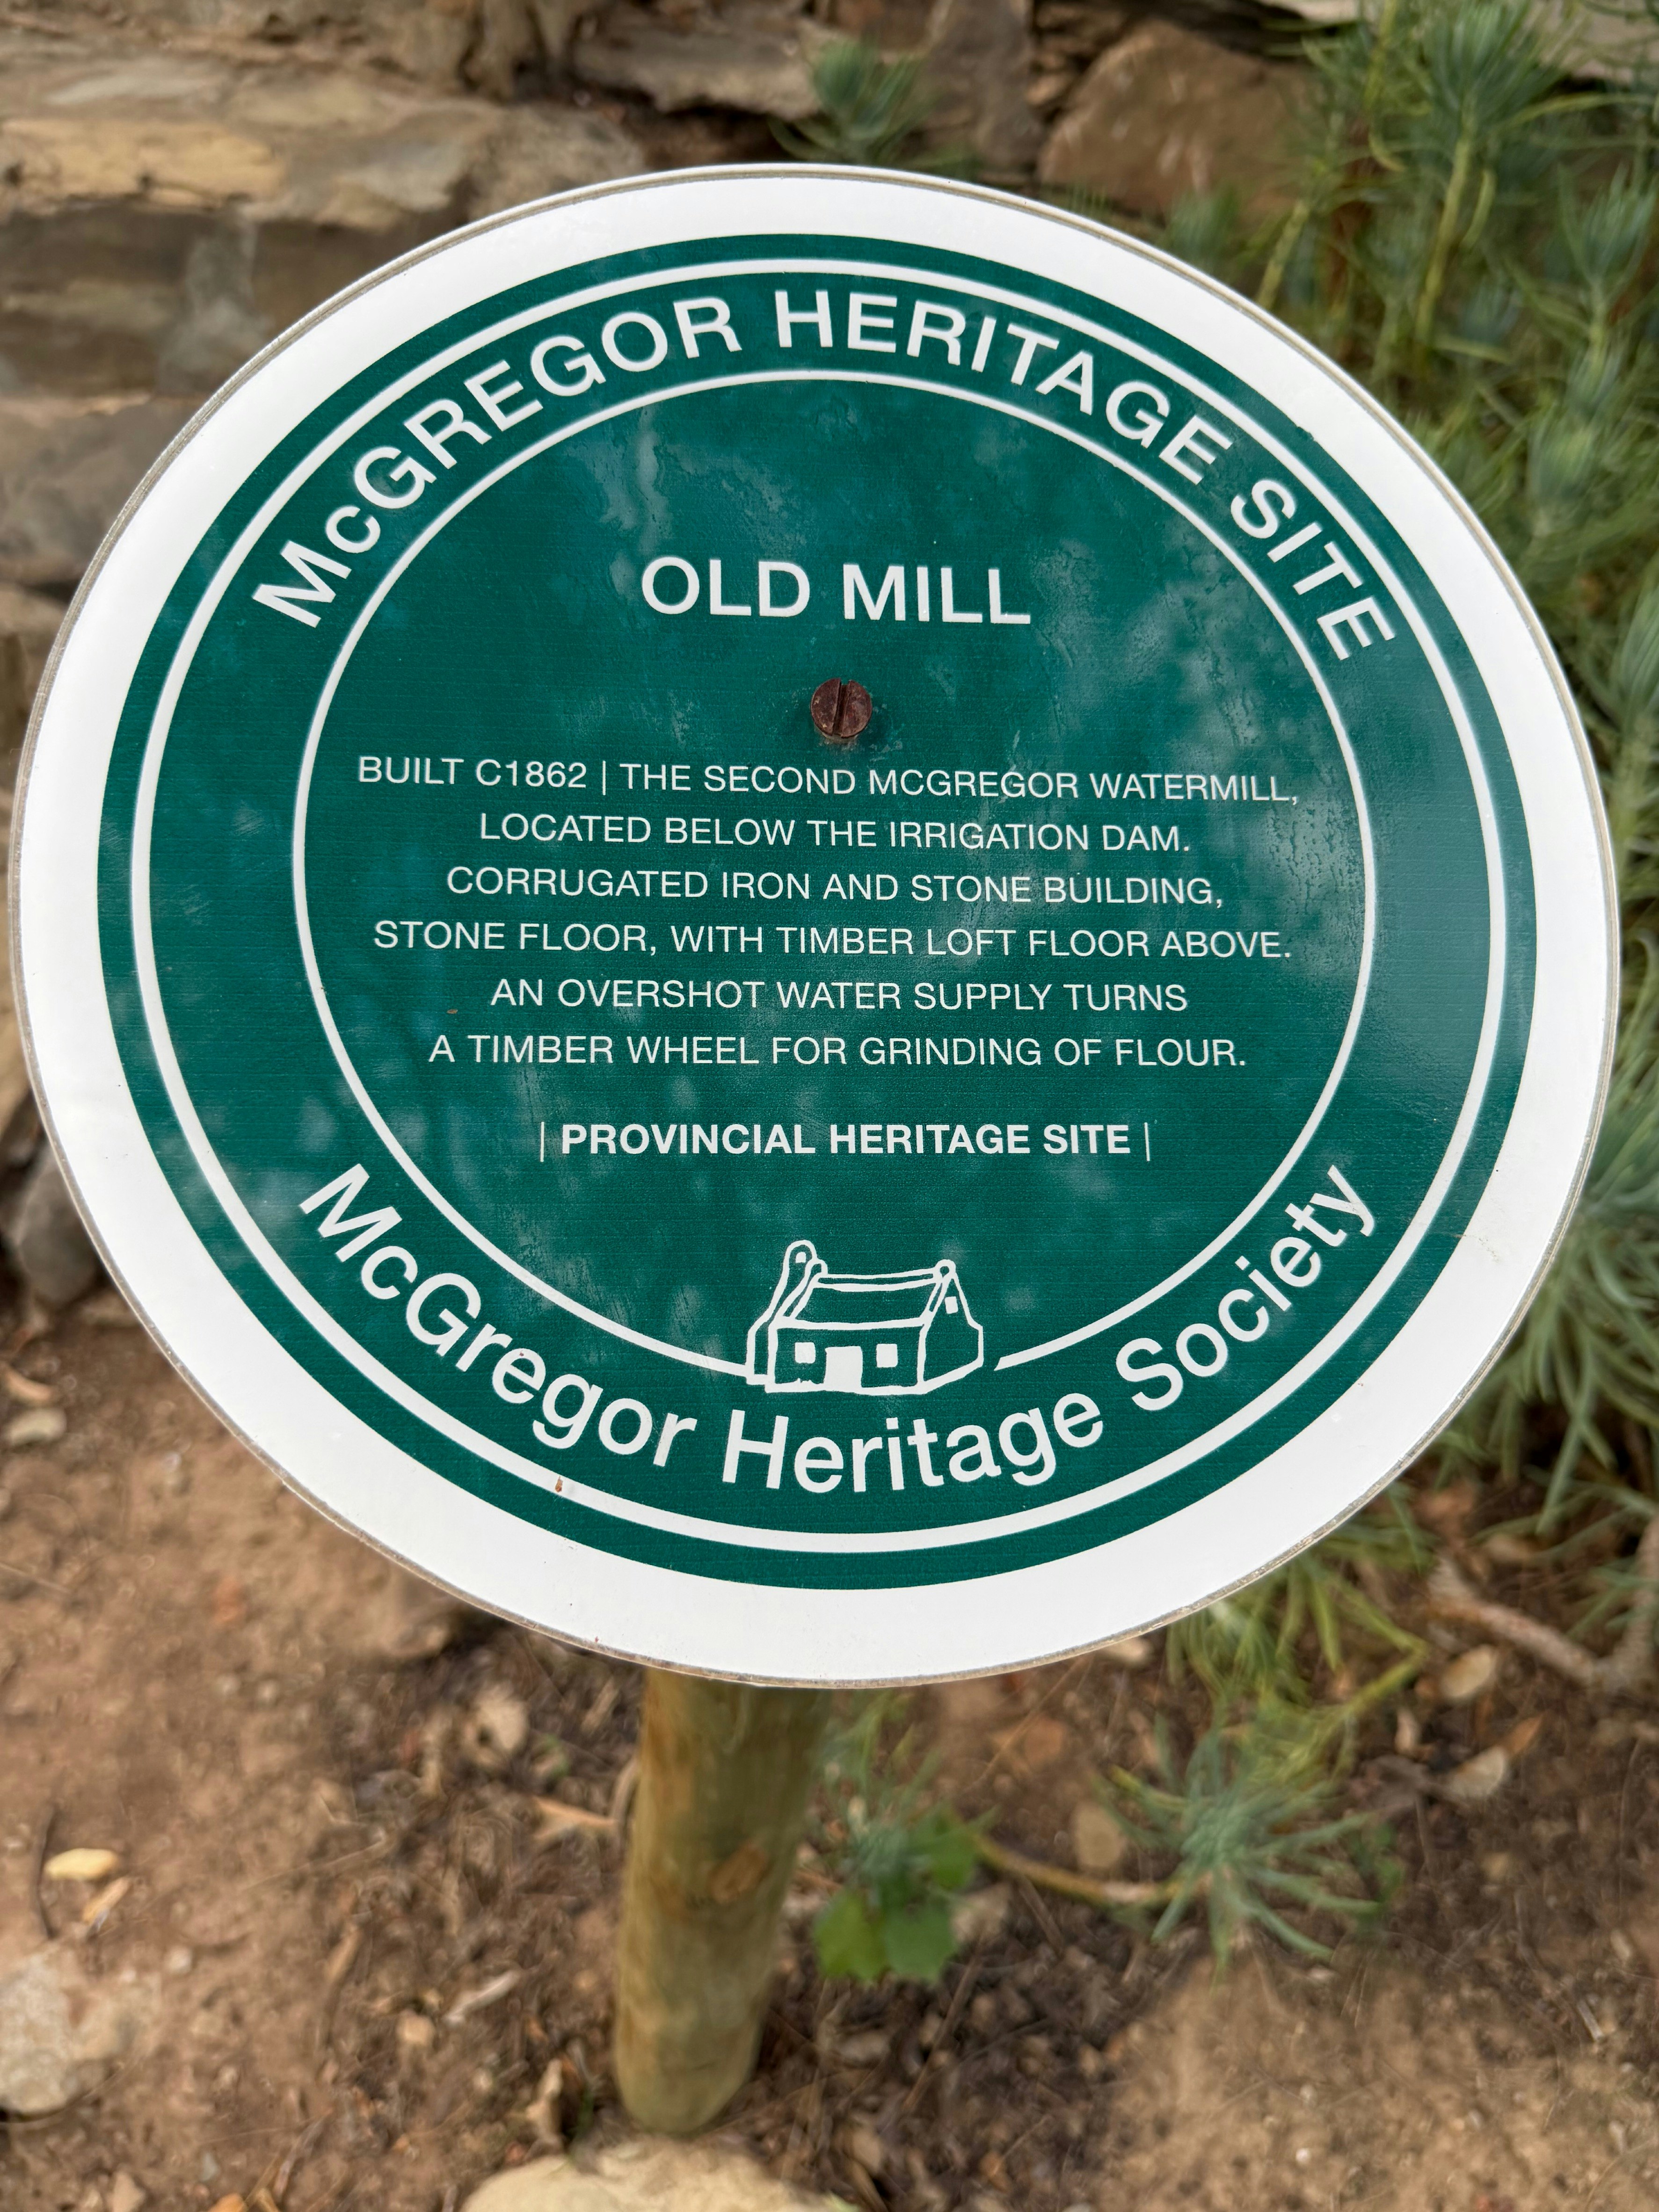 McGREGOR HERITAGE SITE
OLD MILL
BUILT C1862 | THE SECOND MCGREGOR WATERMILL,
LOCATED BELOW THE IRRIGATION DAM.
CORRUGATED IRON AND STONE BUILDING,
STONE FLOOR, WITH TIMBER LOFT FLOOR ABOVE.
AN OVERSHOT WATER SUPPLY TURNS
A TIMBER WHEEL FOR GRINDING OF FLOUR.
| PROVINCIAL HERITAGE SITE |
McGregor Heritage Society